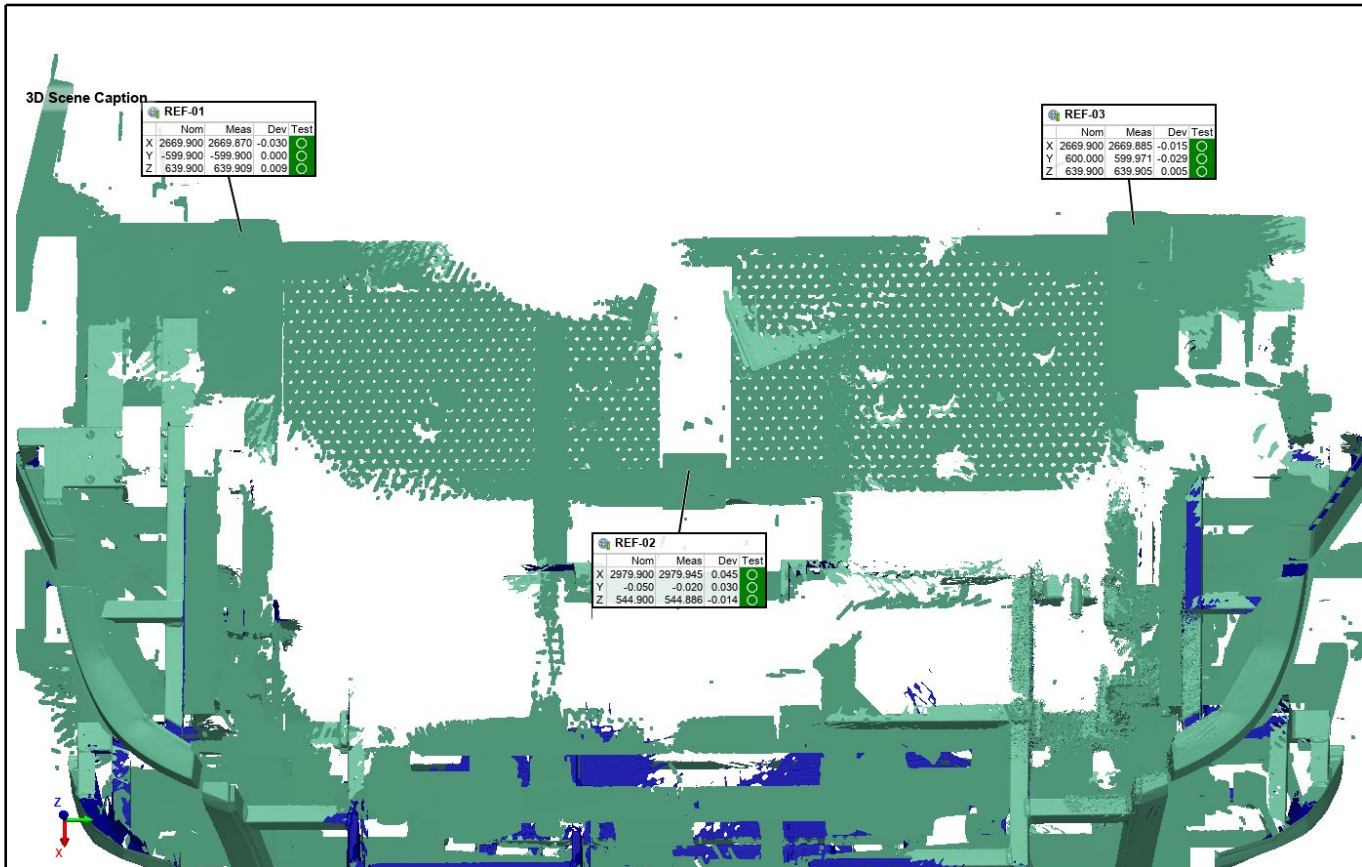 3D Scene Caption
REF-01
Nom Meas Dev Test
X 2669.900 2669.870 -0.030
Y -599.900 -599.900 0.000
Z 639.900 639.909 0.009
REF-03
Nom Meas Dev Test
X 2669.900 2669.885 -0.015
Y 600.000 599.971 -0.029
Z 639.900 639.905 0.005
REF-02
Nom Meas Dev Test
X 2979.900 2979.945 0.045
Y -0.050 -0.020 0.030
Z 544.900 544.886 -0.014
Z
X